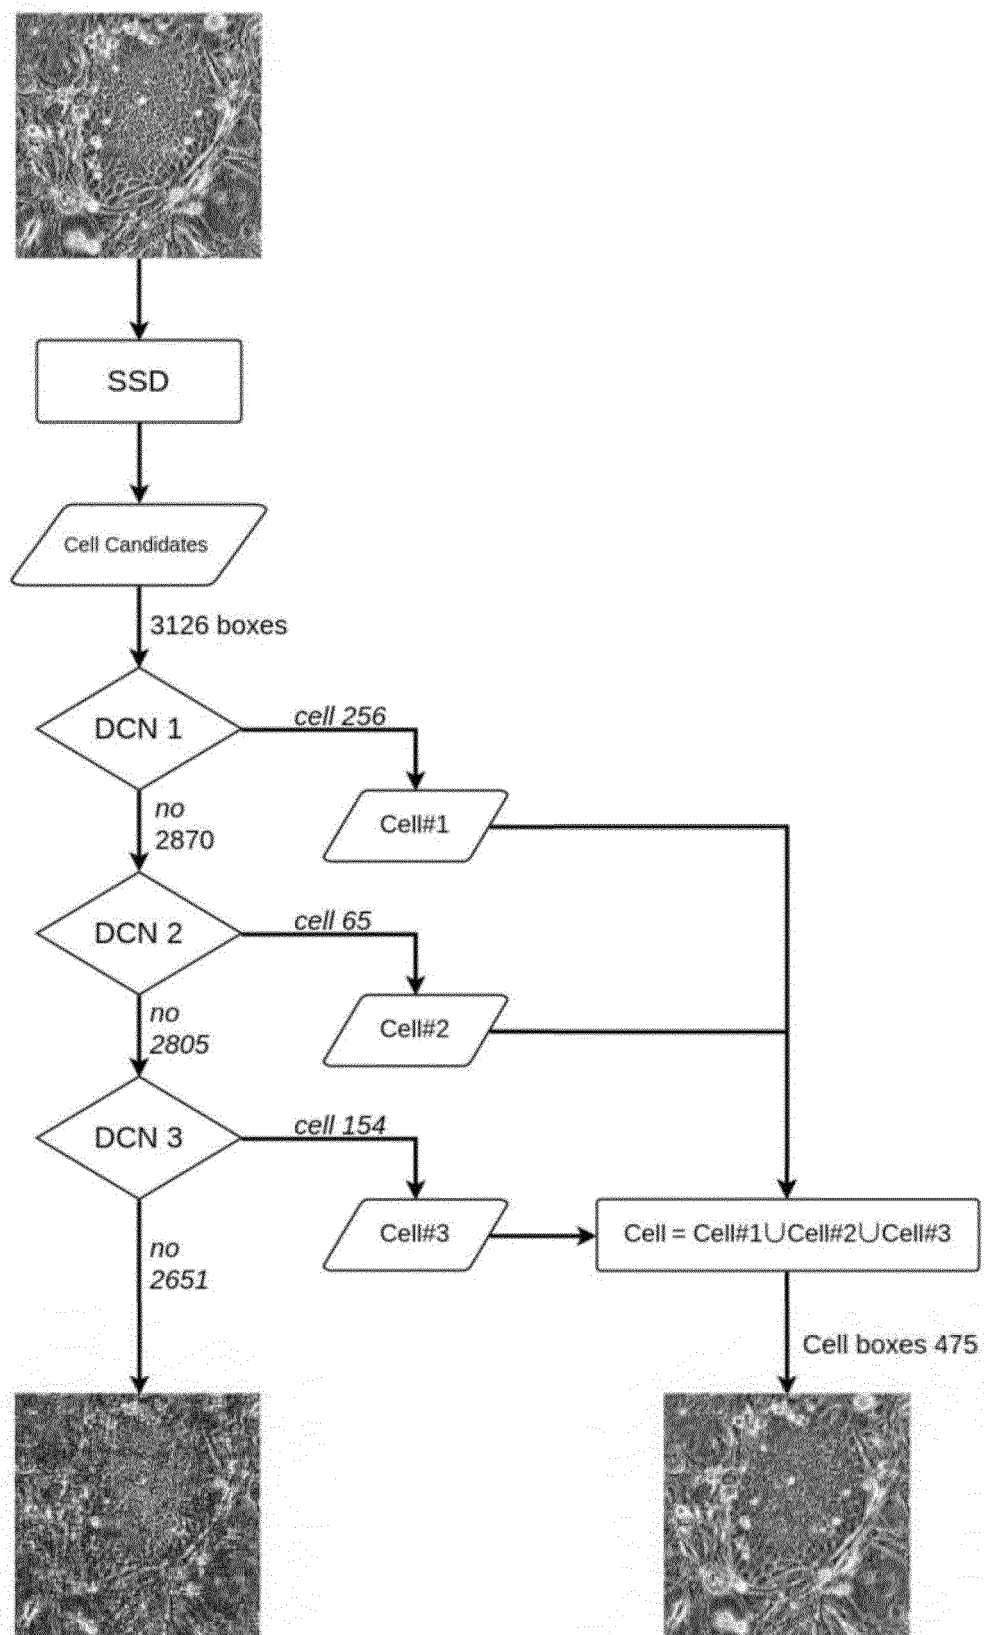 SSD
Cell Candidates
3126 boxes
DCN 1
cell 256
Cell#1
no
2870
DCN 2
cell 65
Cell#2
no
2805
DCN 3
cell 154
Cell#3
Cell = Cell#1∪Cell#2∪Cell#3
no
2651
Cell boxes 475